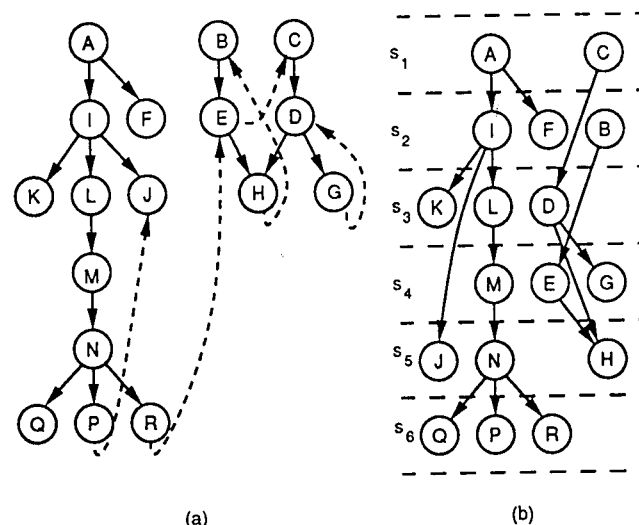 A B C
I F E D
K L J H G
M
N
Q P R
(a)
s1 A C
s2 I F B
s3 K L D
s4 M E G
s5 J N H
s6 Q P R
(b)